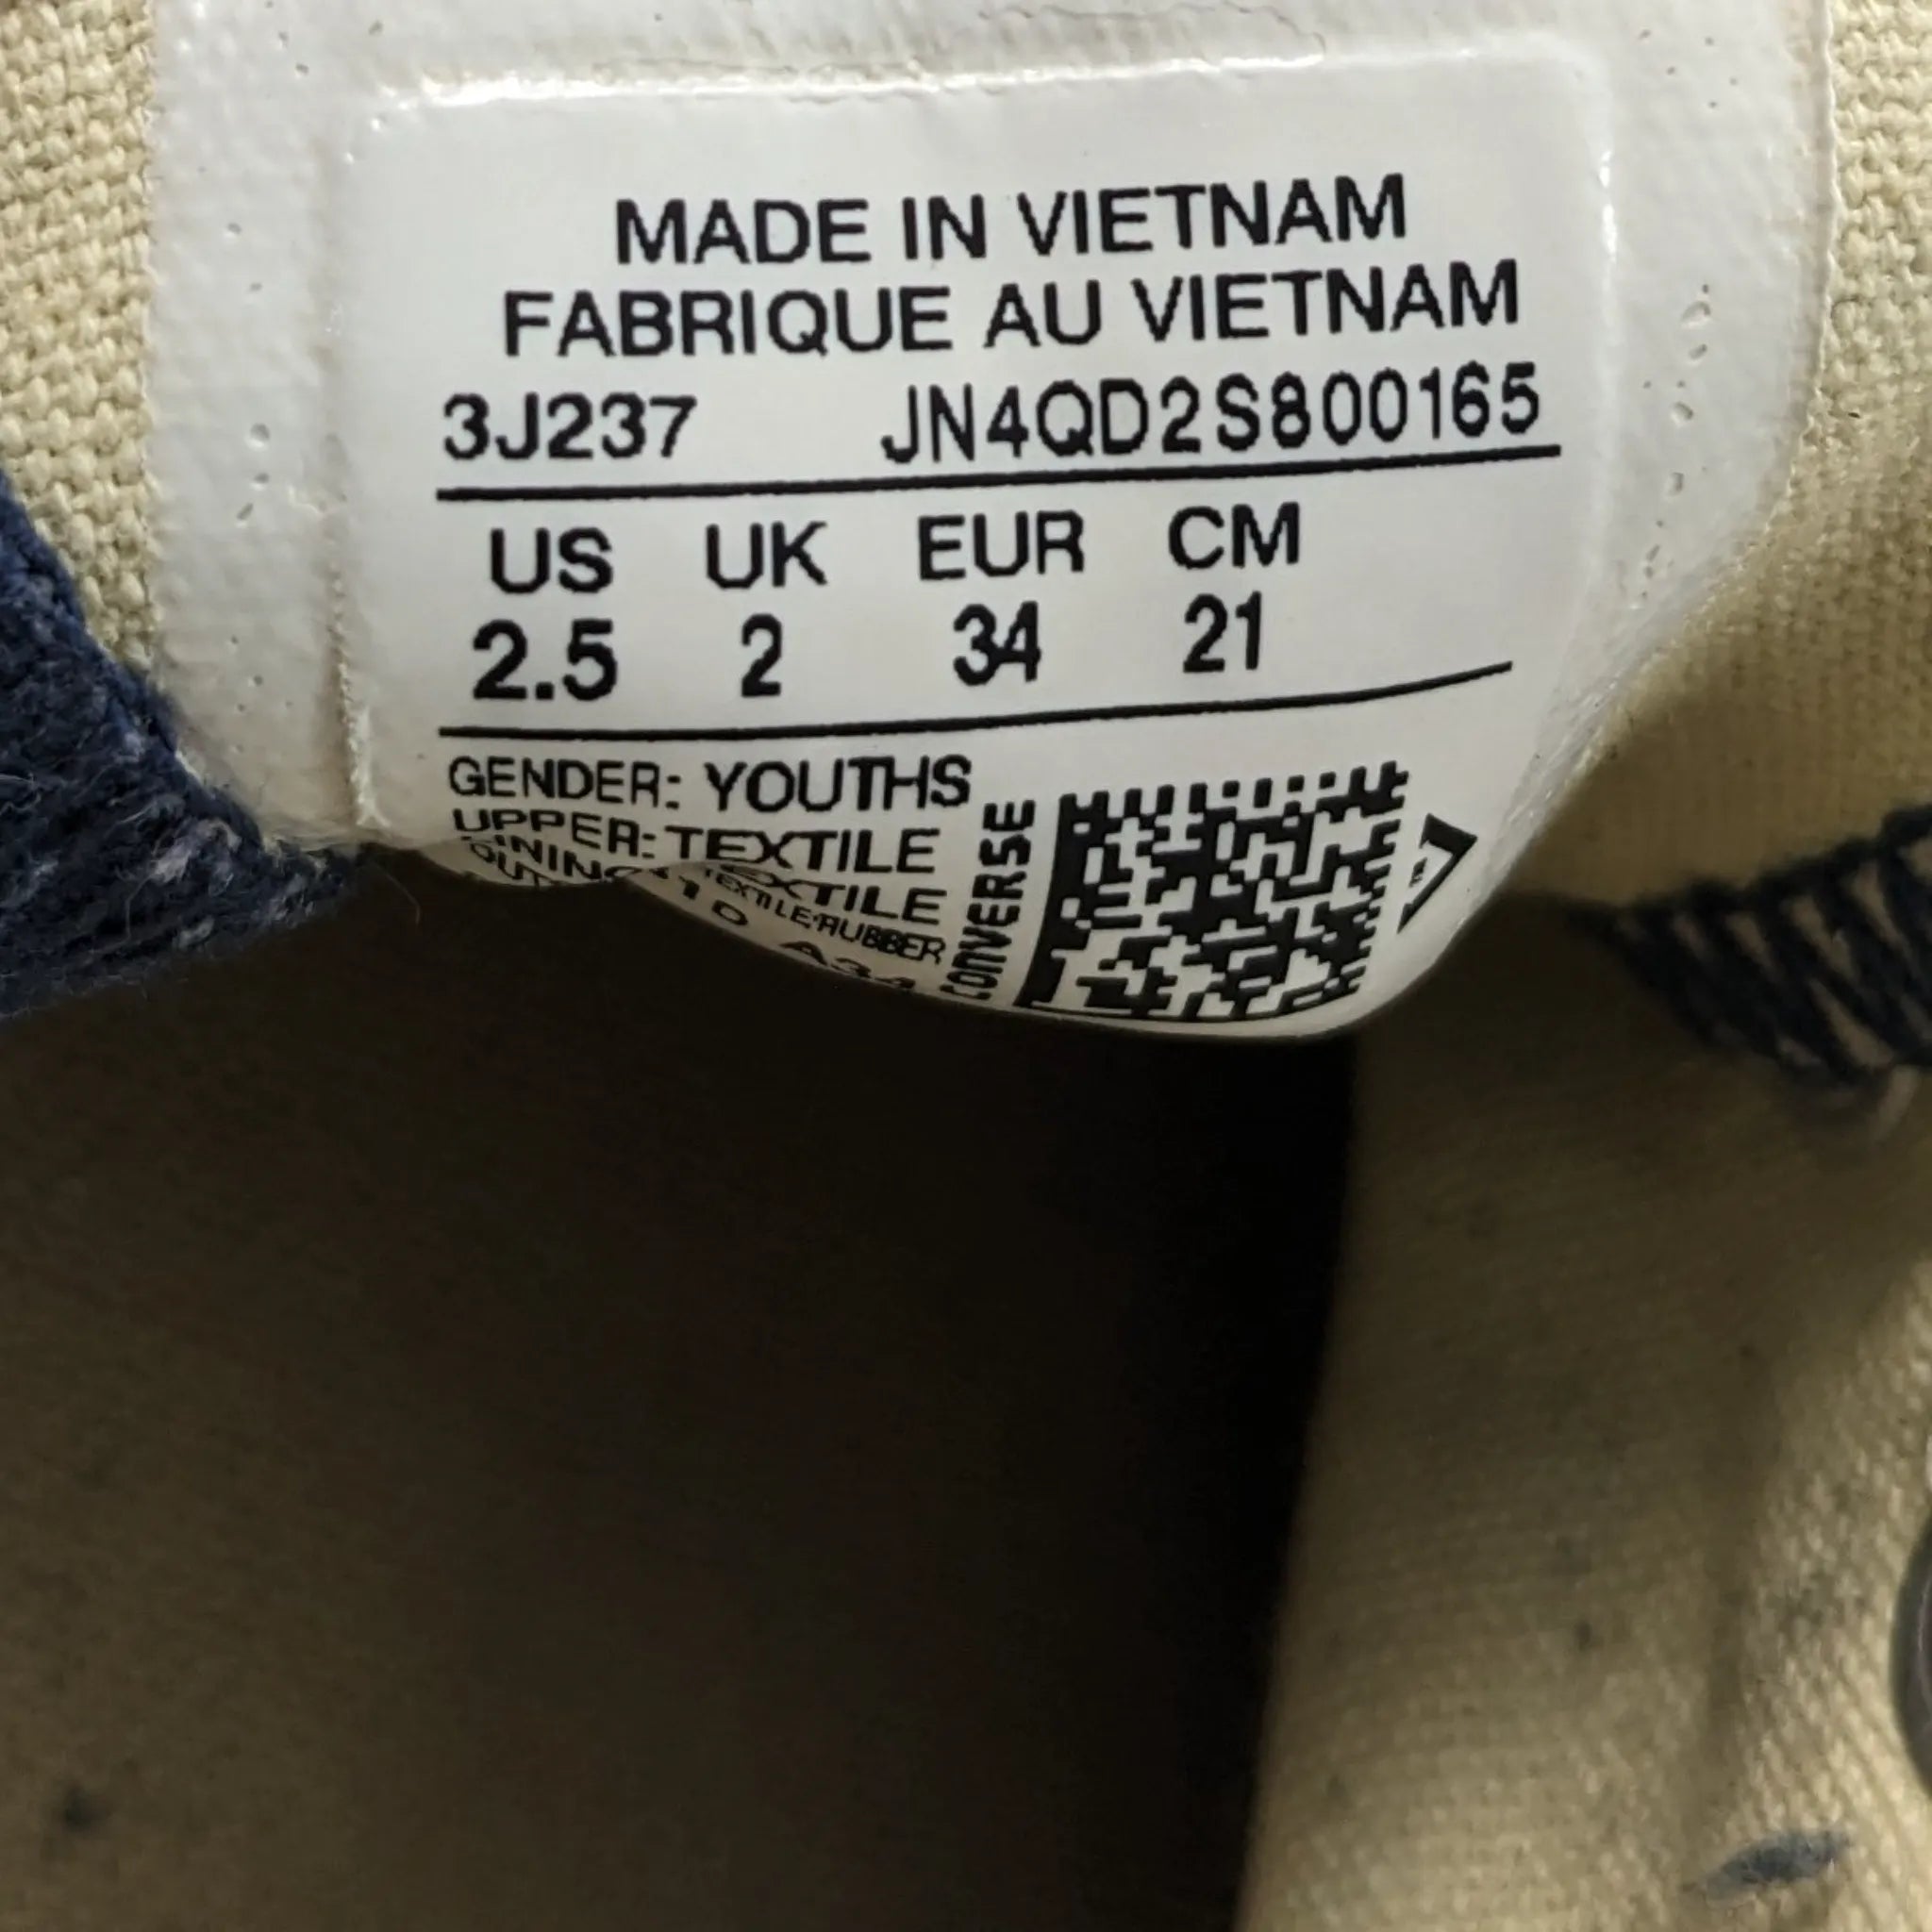 MADE IN VIETNAM
FABRIQUE AU VIETNAM
3J237 JN4QD2S800165
US UK EUR CM
2.5 2 34 21
GENDER: YOUTHS
UPPER: TEXTILE
TEXTILE
TEXTILE/RUBBER
CONVERSE